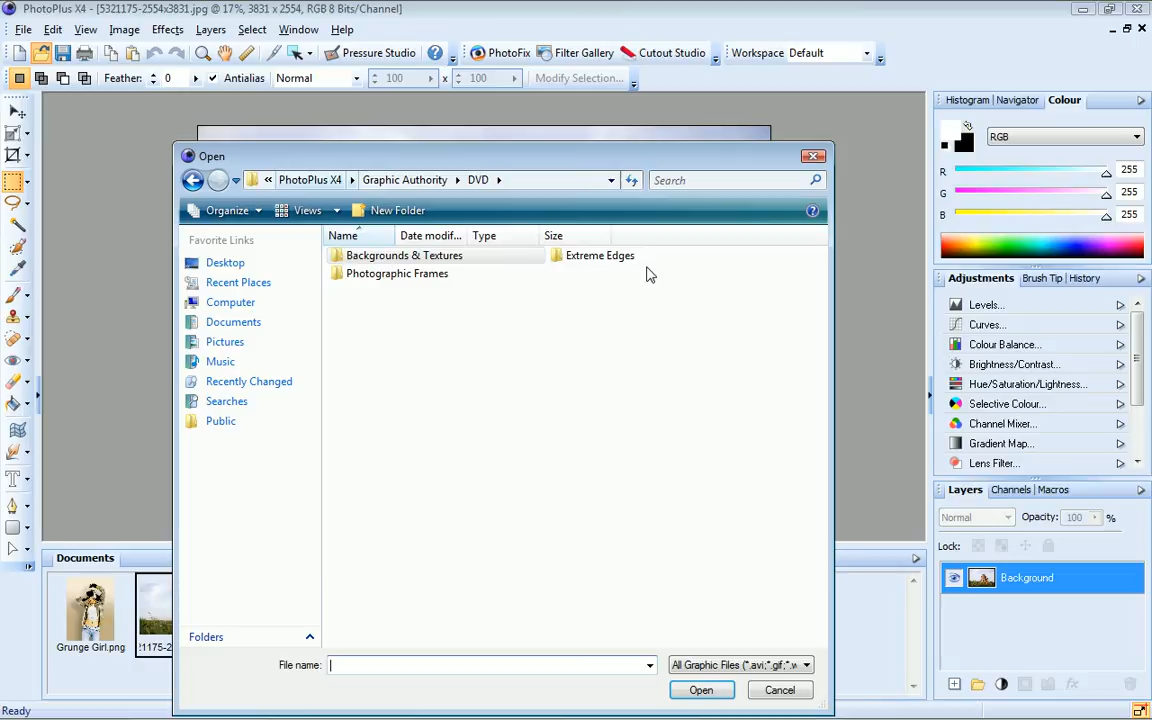 PhotoPlus X4 - [5321175-2554x3831.jpg @ 17%, 3831 x 2554, RGB 8 Bits/Channel]
File Edit View Image Effects Layers Select Window Help
Pressure Studio PhotoFix Filter Gallery Cutout Studio Workspace Default
Feather: 0 Antialias Normal 100 x 100 Modify Selection...
Histogram Navigator Colour
RGB
R 255
G 255
B 255
Adjustments Brush Tip History
Levels...
Curves...
Colour Balance...
Brightness/Contrast...
Hue/Saturation/Lightness...
Selective Colour...
Channel Mixer...
Gradient Map...
Lens Filter...
Layers Channels Macros
Normal Opacity: 100 %
Lock:
Background
Open
« PhotoPlus X4 Graphic Authority DVD Search
Organize Views New Folder
Favorite Links
Desktop
Recent Places
Computer
Documents
Pictures
Music
Recently Changed
Searches
Public
Folders
Name Date modif... Type Size
Backgrounds & Textures Extreme Edges
Photographic Frames
File name: All Graphic Files (*.avi;*.gif;*.w
Open Cancel
Documents
Grunge Girl.png !1175-2554
Ready